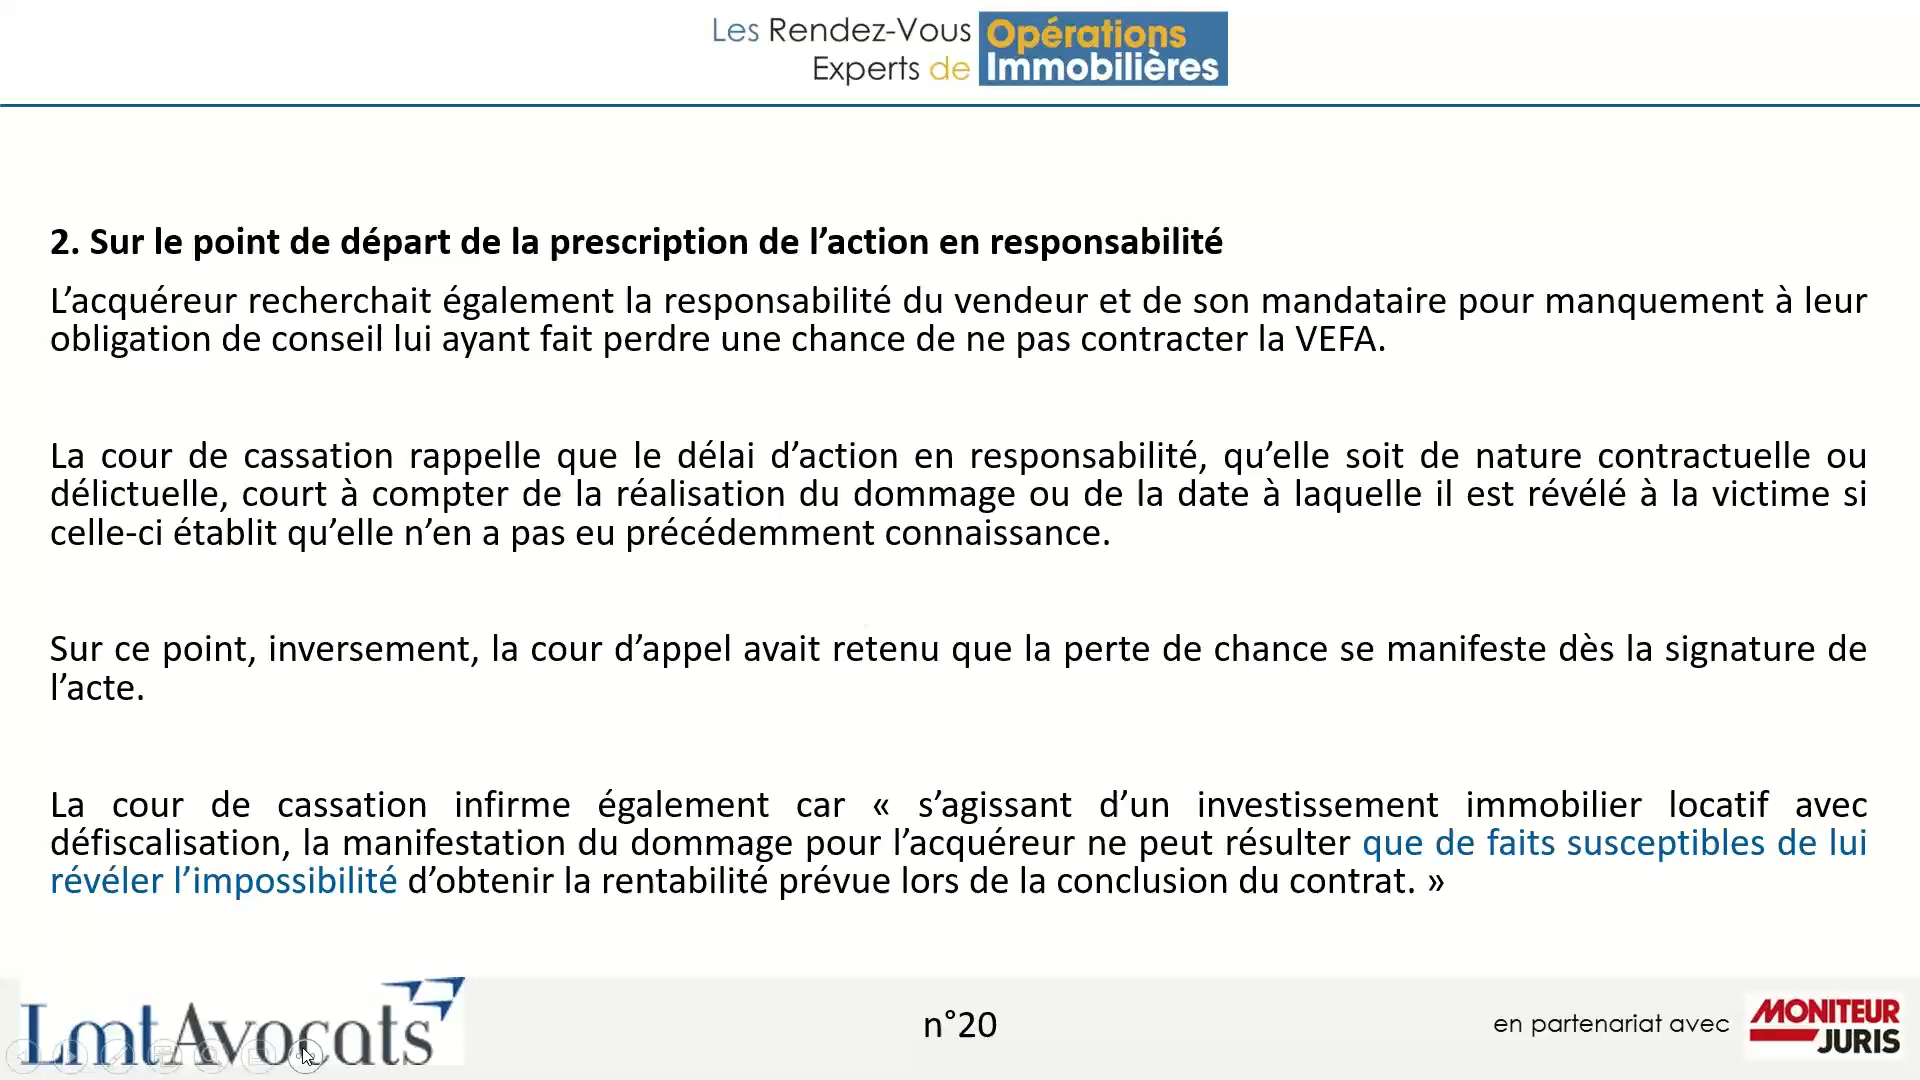 Les Rendez-Vous
Experts de
Opérations
Immobilières
2. Sur le point de départ de la prescription de l’action en responsabilité
L’acquéreur recherchait également la responsabilité du vendeur et de son mandataire pour manquement à leur
obligation de conseil lui ayant fait perdre une chance de ne pas contracter la VEFA.
La cour de cassation rappelle que le délai d’action en responsabilité, qu’elle soit de nature contractuelle ou
délictuelle, court à compter de la réalisation du dommage ou de la date à laquelle il est révélé à la victime si
celle-ci établit qu’elle n’en a pas eu précédemment connaissance.
Sur ce point, inversement, la cour d’appel avait retenu que la perte de chance se manifeste dès la signature de
l’acte.
La cour de cassation infirme également car « s’agissant d’un investissement immobilier locatif avec
défiscalisation, la manifestation du dommage pour l’acquéreur ne peut résulter que de faits susceptibles de lui
révéler l’impossibilité d’obtenir la rentabilité prévue lors de la conclusion du contrat. »
LmtAvocats
n°20
en partenariat avec
MONITEUR
JURIS